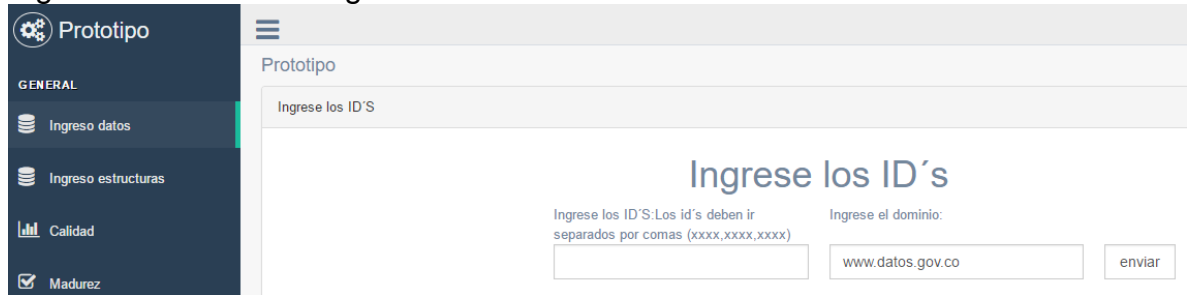 Prototipo
GENERAL
Ingreso datos
Ingreso estructuras
Calidad
Madurez
Prototipo
Ingrese los ID´S
Ingrese los ID´s
Ingrese los ID´S:Los id´s deben ir
separados por comas (xxxx,xxxx,xxxx)
Ingrese el dominio:
www.datos.gov.co
enviar